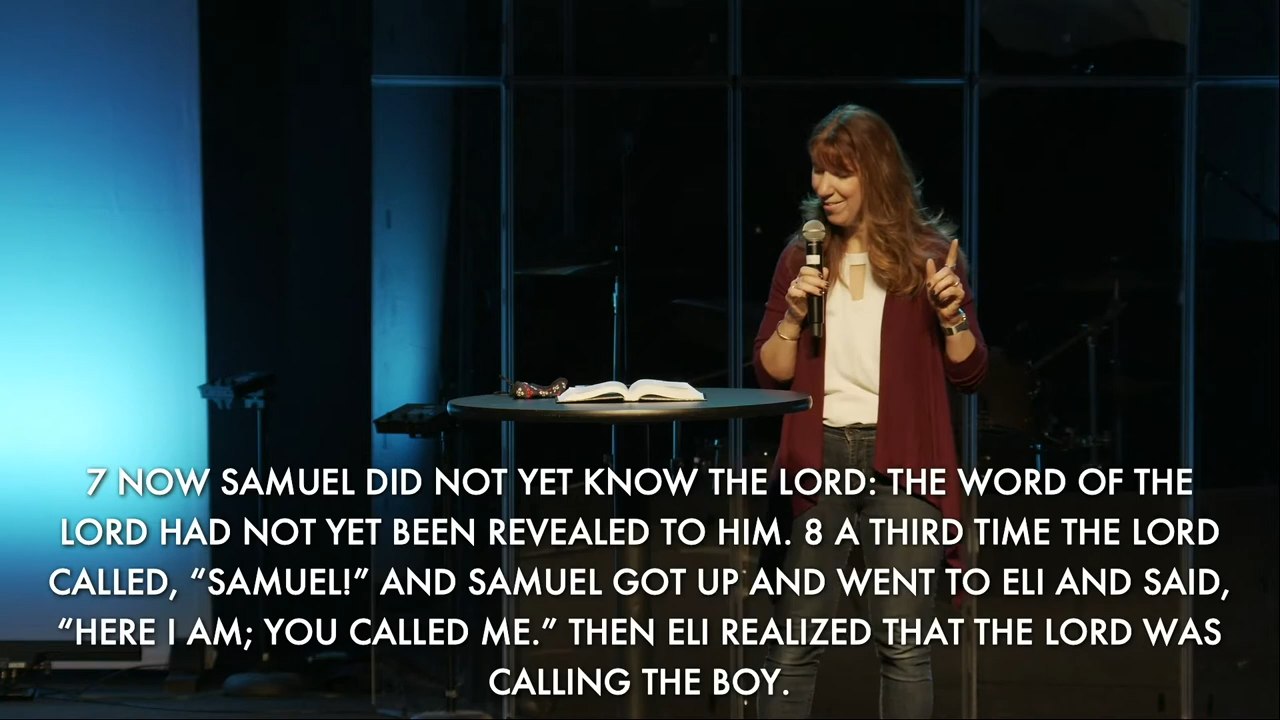 7 NOW SAMUEL DID NOT YET KNOW THE LORD: THE WORD OF THE
LORD HAD NOT YET BEEN REVEALED TO HIM. 8 A THIRD TIME THE LORD
CALLED, “SAMUEL!” AND SAMUEL GOT UP AND WENT TO ELI AND SAID,
“HERE I AM; YOU CALLED ME.” THEN ELI REALIZED THAT THE LORD WAS
CALLING THE BOY.